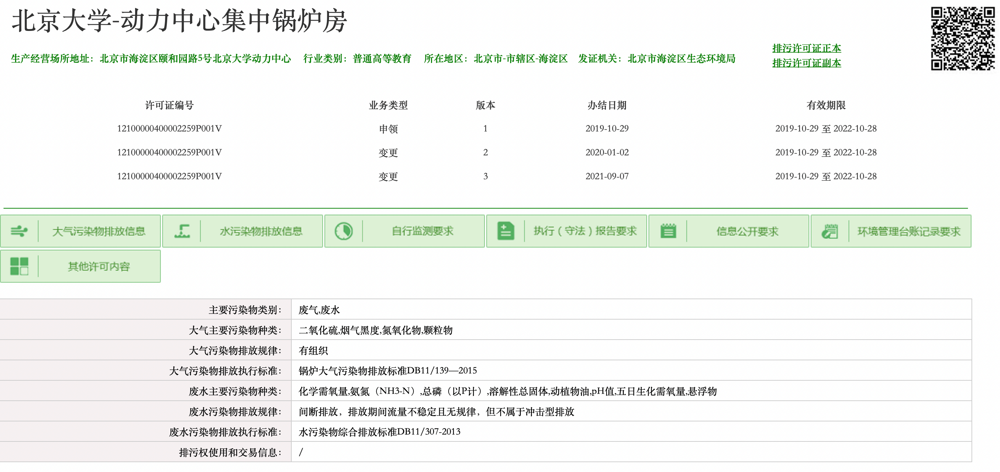 北京大学-动力中心集中锅炉房
生产经营场所地址：北京市海淀区颐和园路5号北京大学动力中心 行业类别：普通高等教育 所在地区：北京市-市辖区-海淀区 发证机关：北京市海淀区生态环境局
排污许可证正本
排污许可证副本
许可证编号 业务类型 版本 办结日期 有效期限
12100000400002259P001V 申领 1 2019-10-29 2019-10-29 至 2022-10-28
12100000400002259P001V 变更 2 2020-01-02 2019-10-29 至 2022-10-28
12100000400002259P001V 变更 3 2021-09-07 2019-10-29 至 2022-10-28
大气污染物排放信息 水污染物排放信息 自行监测要求 执行（守法）报告要求 信息公开要求 环境管理台账记录要求
其他许可内容
主要污染物类别： 废气,废水
大气主要污染物种类： 二氧化硫,烟气黑度,氮氧化物,颗粒物
大气污染物排放规律： 有组织
大气污染物排放执行标准： 锅炉大气污染物排放标准DB11/139—2015
废水主要污染物种类： 化学需氧量,氨氮（NH3-N）,总磷（以P计）,溶解性总固体,动植物油,pH值,五日生化需氧量,悬浮物
废水污染物排放规律： 间断排放，排放期间流量不稳定且无规律，但不属于冲击型排放
废水污染物排放执行标准： 水污染物综合排放标准DB11/307-2013
排污权使用和交易信息： /